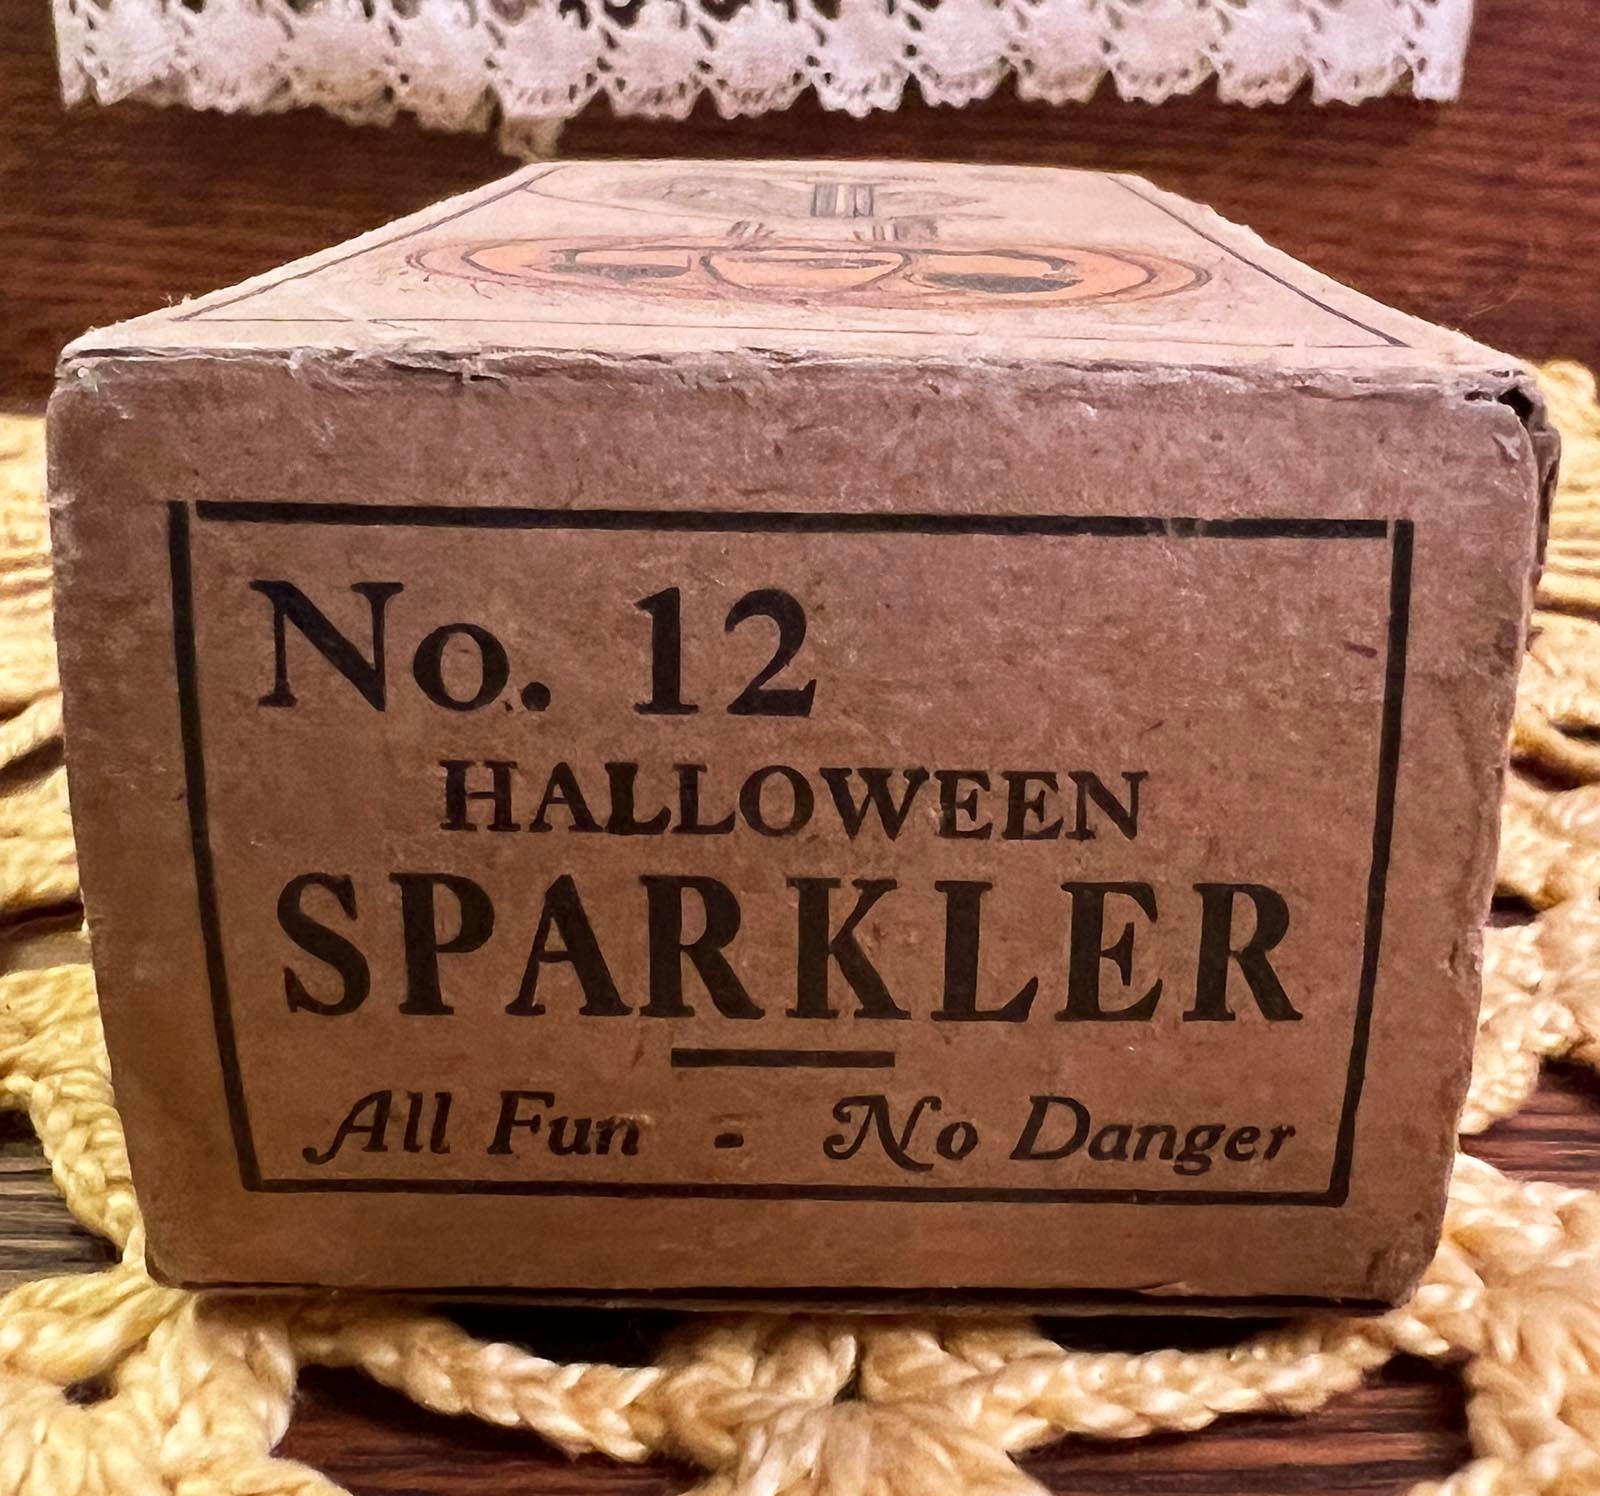 No. 12
HALLOWEEN
SPARKLER
All Fun - No Danger